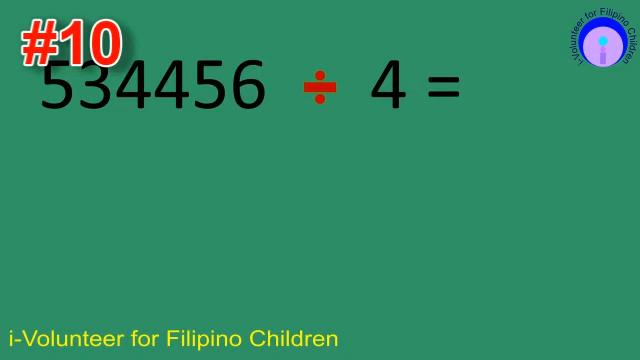 #10
534456 ÷ 4 =
i-Volunteer for Filipino Children
i-Volunteer for Filipino Children